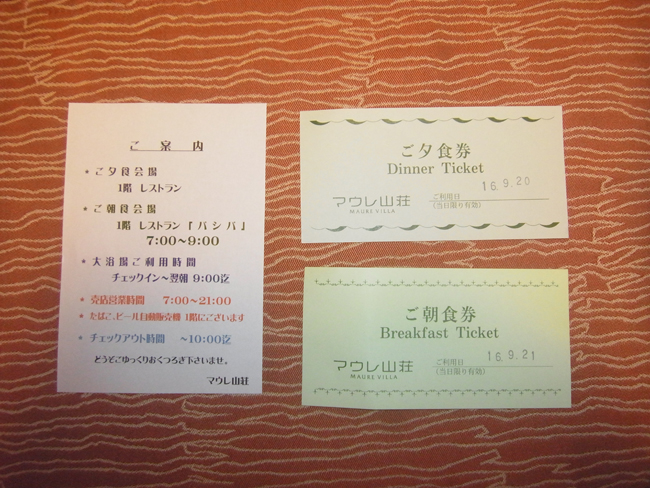 ご案内
* ご夕食会場
1階 レストラン
* ご朝食会場
1階 レストラン「パシパ」
7:00〜9:00
* 大浴場ご利用時間
チェックイン〜翌朝 9:00迄
* 売店営業時間 7:00〜21:00
* たばこ、ビール自動販売機 1階にございます
* チェックアウト時間 〜10:00迄
どうぞごゆっくりおくつろぎ下さいませ。
マウレ山荘
ご夕食券
Dinner Ticket
マウレ山荘
MAURE VILLA
ご利用日
(当日限り有効)
16.9.20
ご朝食券
Breakfast Ticket
マウレ山荘
MAURE VILLA
ご利用日
(当日限り有効)
16.9.21